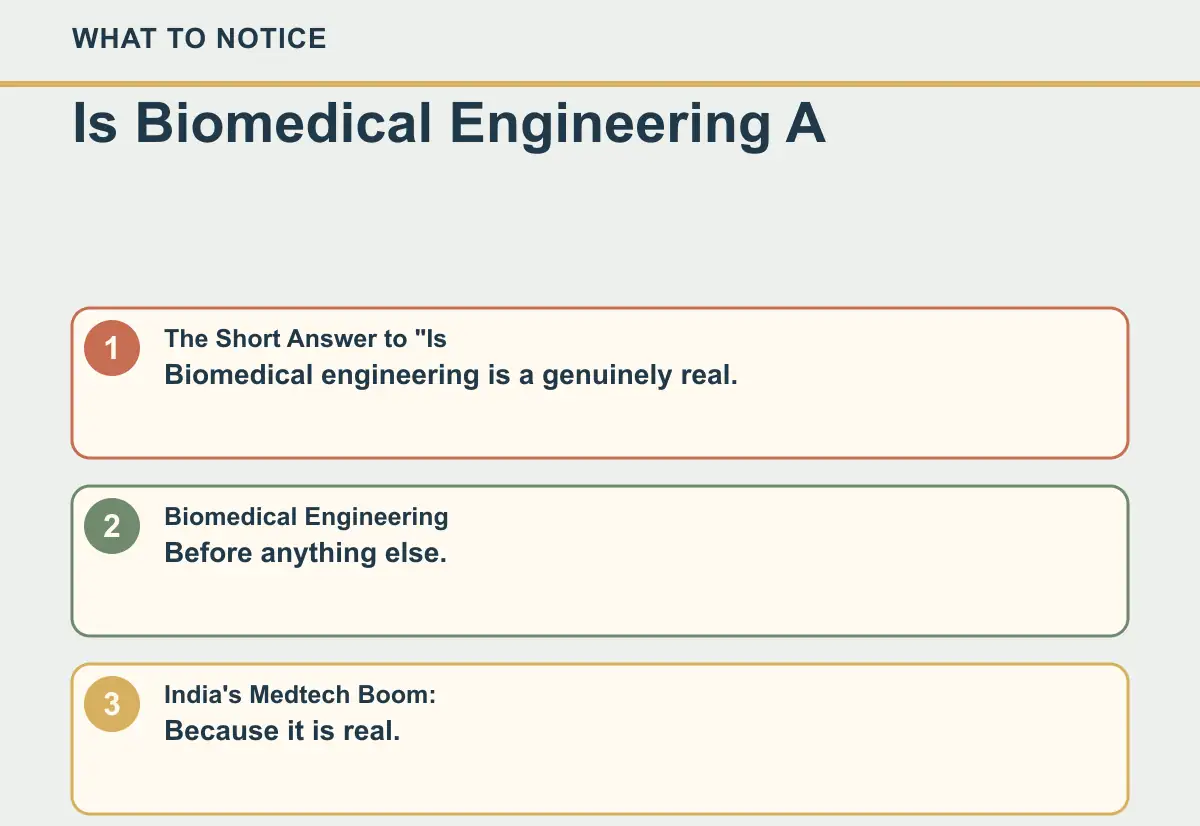 WHAT TO NOTICE
Is Biomedical Engineering A
1
The Short Answer to "Is
Biomedical engineering is a genuinely real.
2
Biomedical Engineering
Before anything else.
3
India's Medtech Boom:
Because it is real.